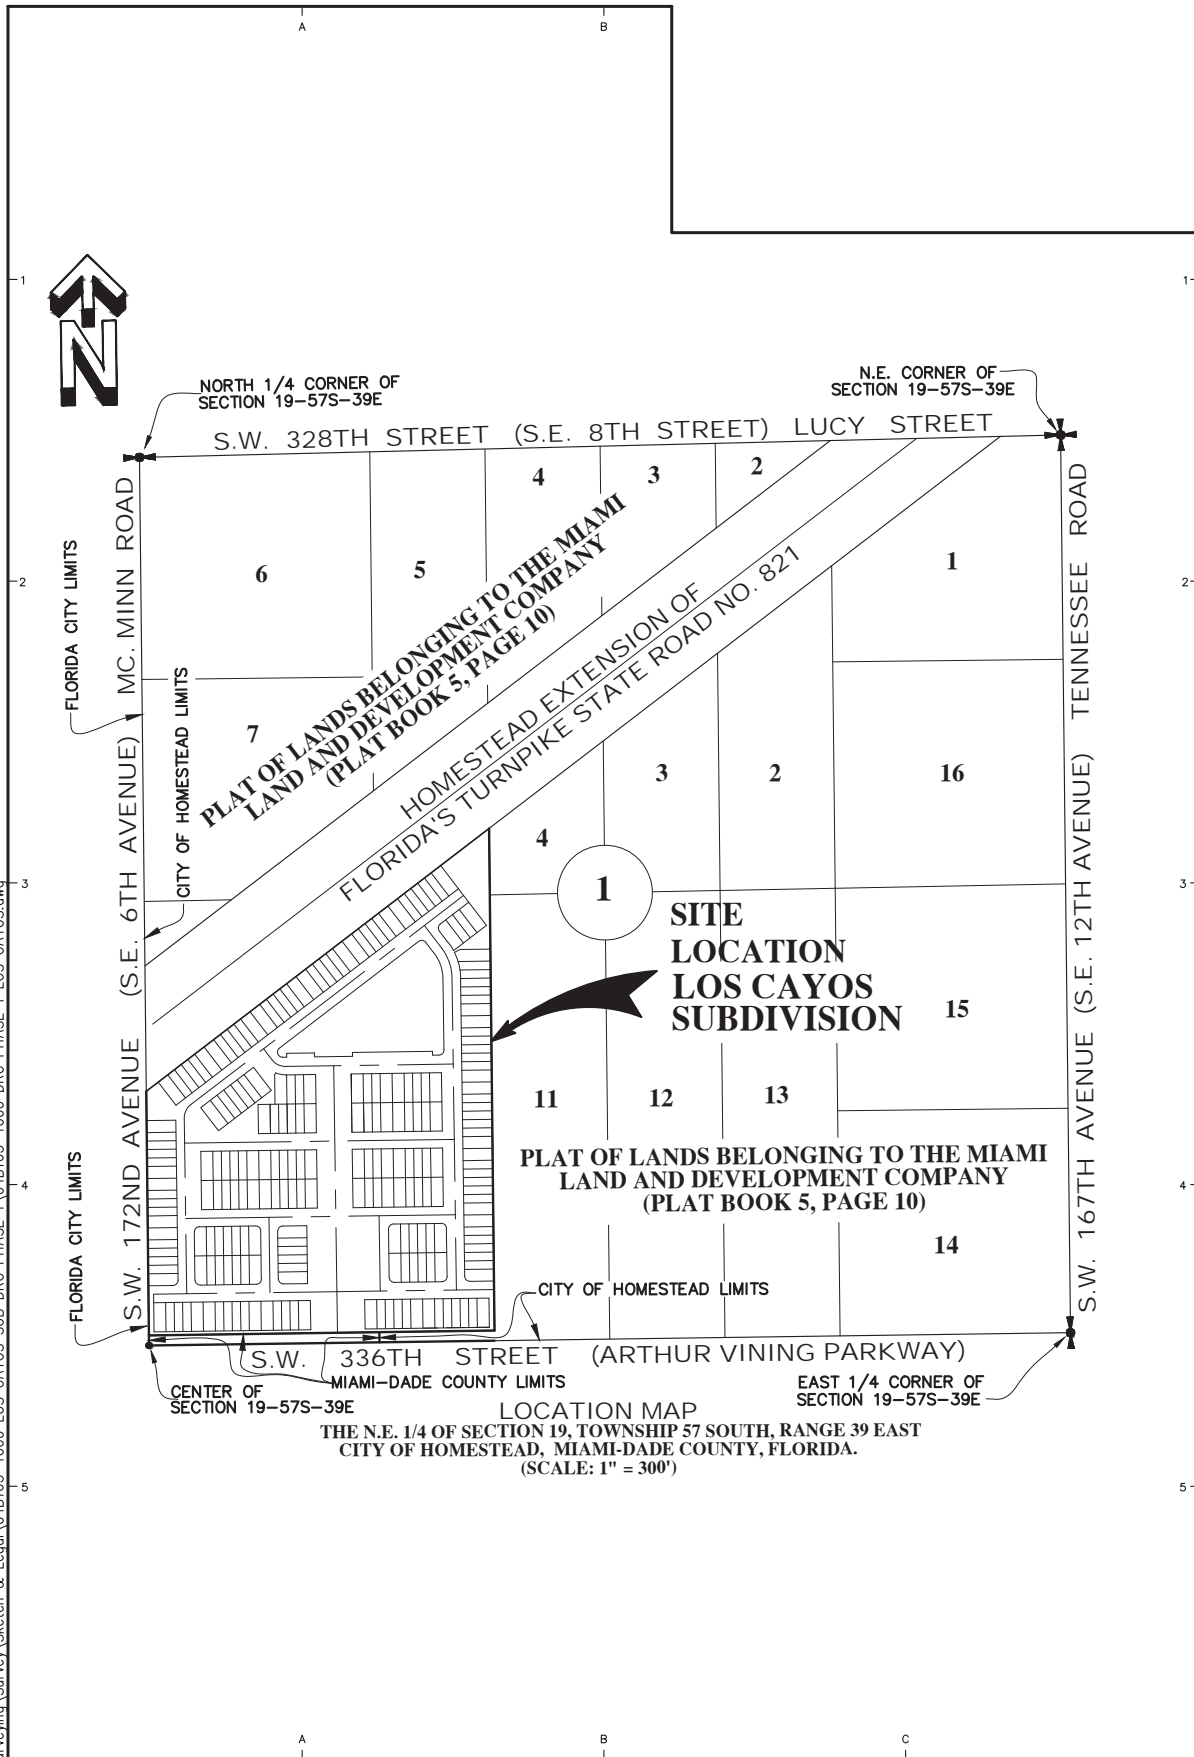 A
B
1
1
N
NORTH 1/4 CORNER OF
SECTION 19-57S-39E
N.E. CORNER OF
SECTION 19-57S-39E
S.W. 328TH STREET (S.E. 8TH STREET) LUCY STREET
4
3
2
PLAT OF LANDS BELONGING TO THE MIAMI
LAND AND DEVELOPMENT COMPANY
(PLAT BOOK 5, PAGE 10)
6
5
1
2
2
FLORIDA CITY LIMITS
S.W. 172ND AVENUE (S.E. 6TH AVENUE) MC. MINN ROAD
CITY OF HOMESTEAD LIMITS
HOMESTEAD EXTENSION OF
FLORIDA'S TURNPIKE STATE ROAD NO. 821
S.W. 167TH AVENUE (S.E. 12TH AVENUE) TENNESSEE ROAD
7
3
2
16
4
3
1
3
SITE
LOCATION
LOS CAYOS
SUBDIVISION
15
11
12
13
PLAT OF LANDS BELONGING TO THE MIAMI
LAND AND DEVELOPMENT COMPANY
(PLAT BOOK 5, PAGE 10)
4
4
FLORIDA CITY LIMITS
14
CITY OF HOMESTEAD LIMITS
S.W. 336TH STREET (ARTHUR VINING PARKWAY)
MIAMI-DADE COUNTY LIMITS
CENTER OF
SECTION 19-57S-39E
EAST 1/4 CORNER OF
SECTION 19-57S-39E
LOCATION MAP
THE N.E. 1/4 OF SECTION 19, TOWNSHIP 57 SOUTH, RANGE 39 EAST
CITY OF HOMESTEAD, MIAMI-DADE COUNTY, FLORIDA.
(SCALE: 1" = 300')
5
5
A
B
C